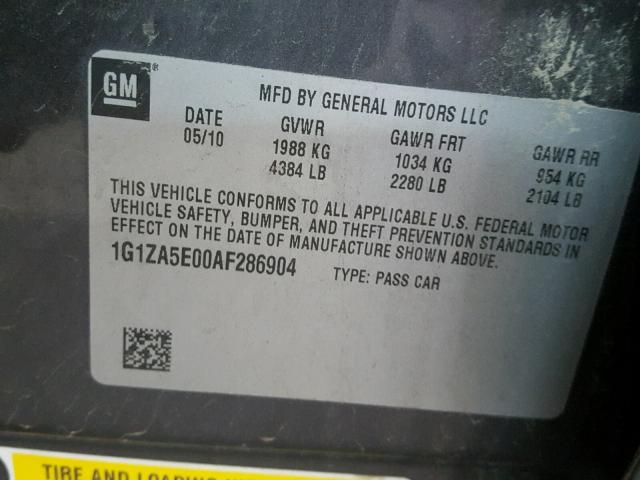 GM®
MFD BY GENERAL MOTORS LLC
DATE GVWR GAWR FRT GAWR RR
05/10 1988 KG 1034 KG 954 KG
4384 LB 2280 LB 2104 LB
THIS VEHICLE CONFORMS TO ALL APPLICABLE U.S. FEDERAL MOTOR
VEHICLE SAFETY, BUMPER, AND THEFT PREVENTION STANDARDS IN
EFFECT ON THE DATE OF MANUFACTURE SHOWN ABOVE.
1G1ZA5E00AF286904 TYPE: PASS CAR
TIRE AND LOADING